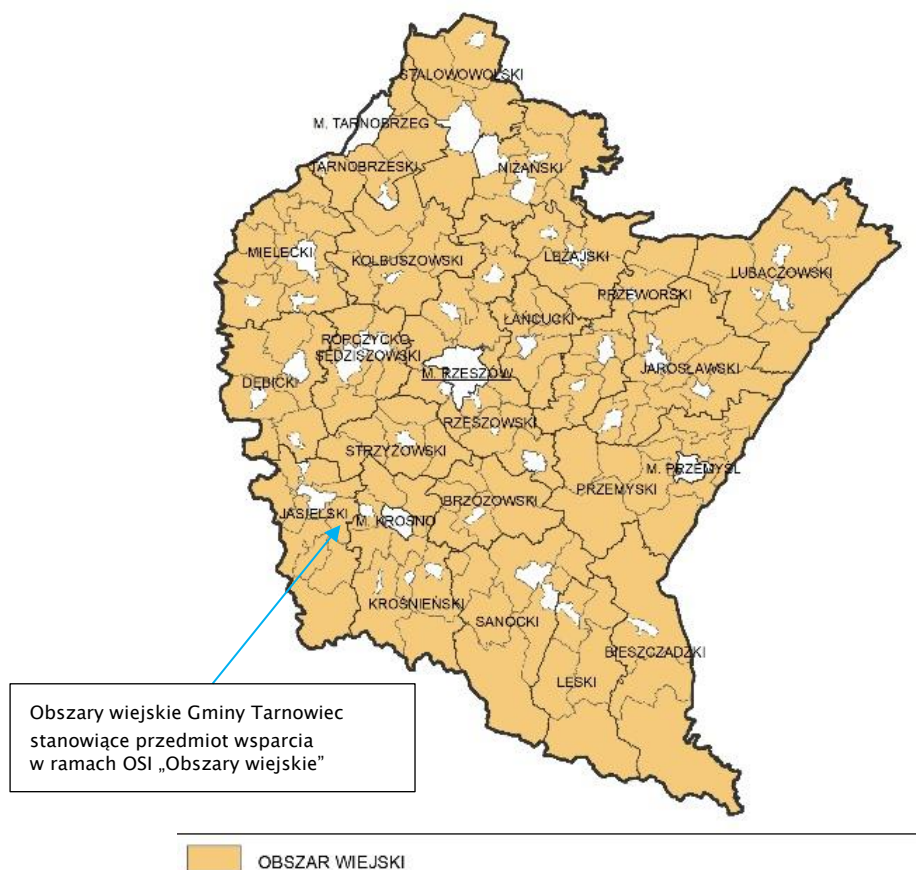 STALOWOWOLSKI
M. TARNOBRZEG
TARNOBRZESKI
NIŻAŃSKI
MIELECKI
KOLBUSZOWSKI
LEŻAJSKI
LUBACZOWSKI
PRZEWORSKI
ŁAŃCUCKI
ROPCZYCKO-
SĘDZISZOWSKI
M. RZESZÓW
JAROSŁAWSKI
DĘBICKI
RZESZOWSKI
STRZYŻOWSKI
M. PRZEMYŚL
PRZEMYSKI
BRZOZOWSKI
JASIELSKI
M. KROSNO
KROŚNIEŃSKI
SANOCKI
BIESZCZADZKI
LESKI
Obszary wiejskie Gminy Tarnowiec
stanowiące przedmiot wsparcia
w ramach OSI „Obszary wiejskie”
OBSZAR WIEJSKI